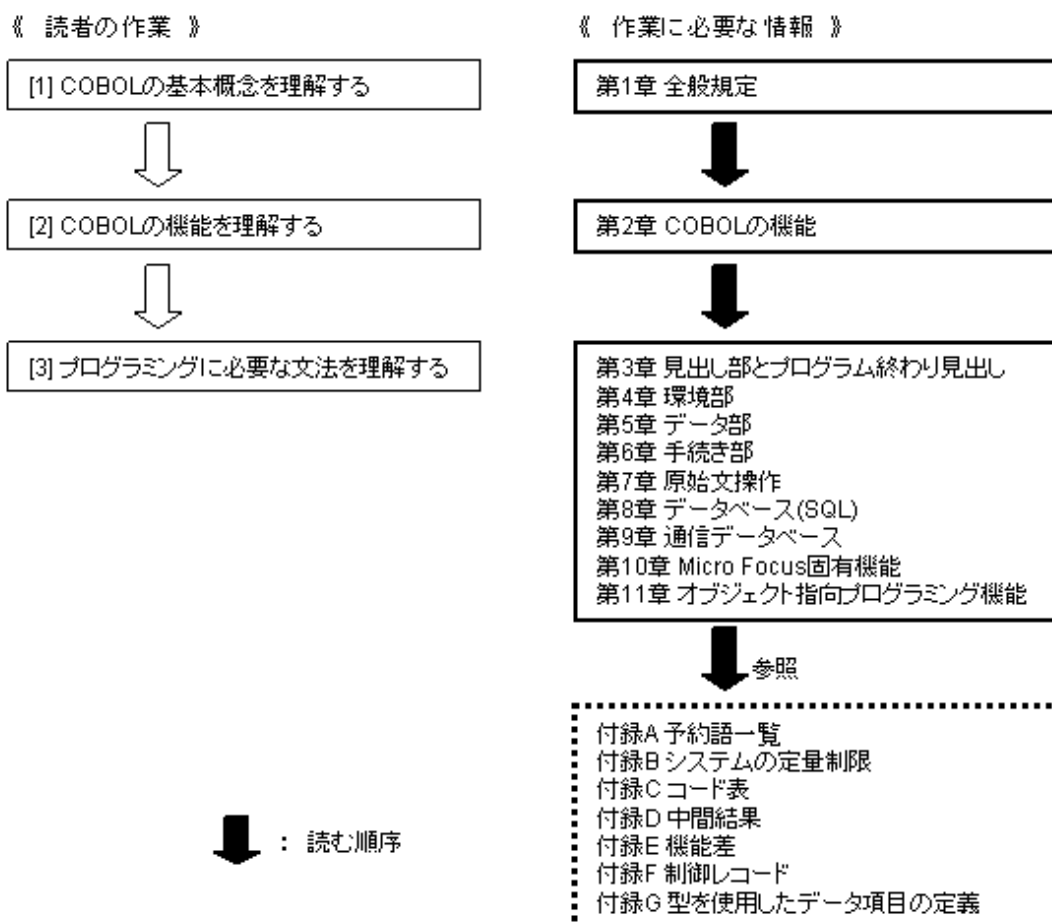 《 読者の作業 》
[1] COBOLの基本概念を理解する
[2] COBOLの機能を理解する
[3] プログラミングに必要な文法を理解する
《 作業に必要な情報 》
第1章 全般規定
第2章 COBOLの機能
第3章 見出し部とプログラム終わり見出し
第4章 環境部
第5章 データ部
第6章 手続き部
第7章 原始文操作
第8章 データベース(SQL)
第9章 通信データベース
第10章 Micro Focus固有機能
第11章 オブジェクト指向プログラミング機能
参照
付録A 予約語一覧
付録B システムの定量制限
付録C コード表
付録D 中間結果
付録E 機能差
付録F 制御レコード
付録G 型を使用したデータ項目の定義
： 読む順序